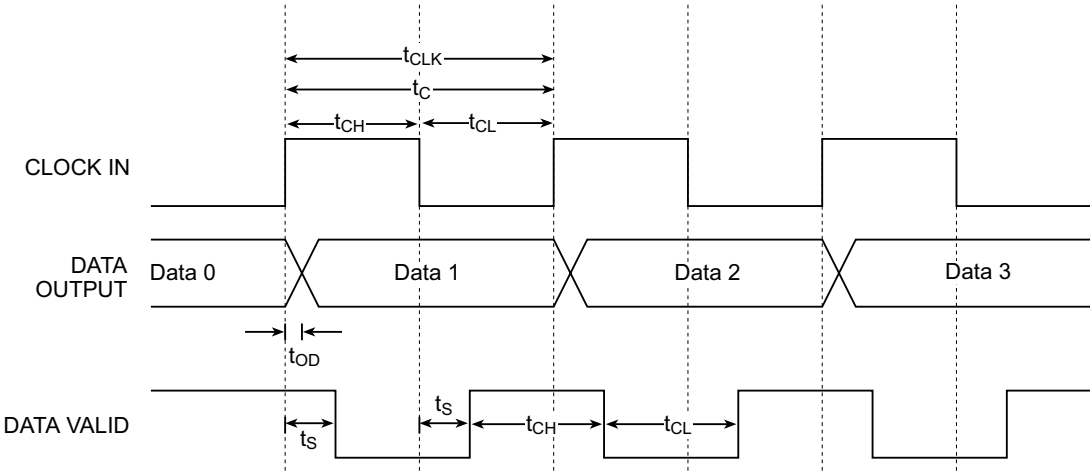 tCLK
tC
tCH
tCL
CLOCK IN
DATA
OUTPUT
Data 0
Data 1
Data 2
Data 3
tOD
DATA VALID
tS
tS
tCH
tCL